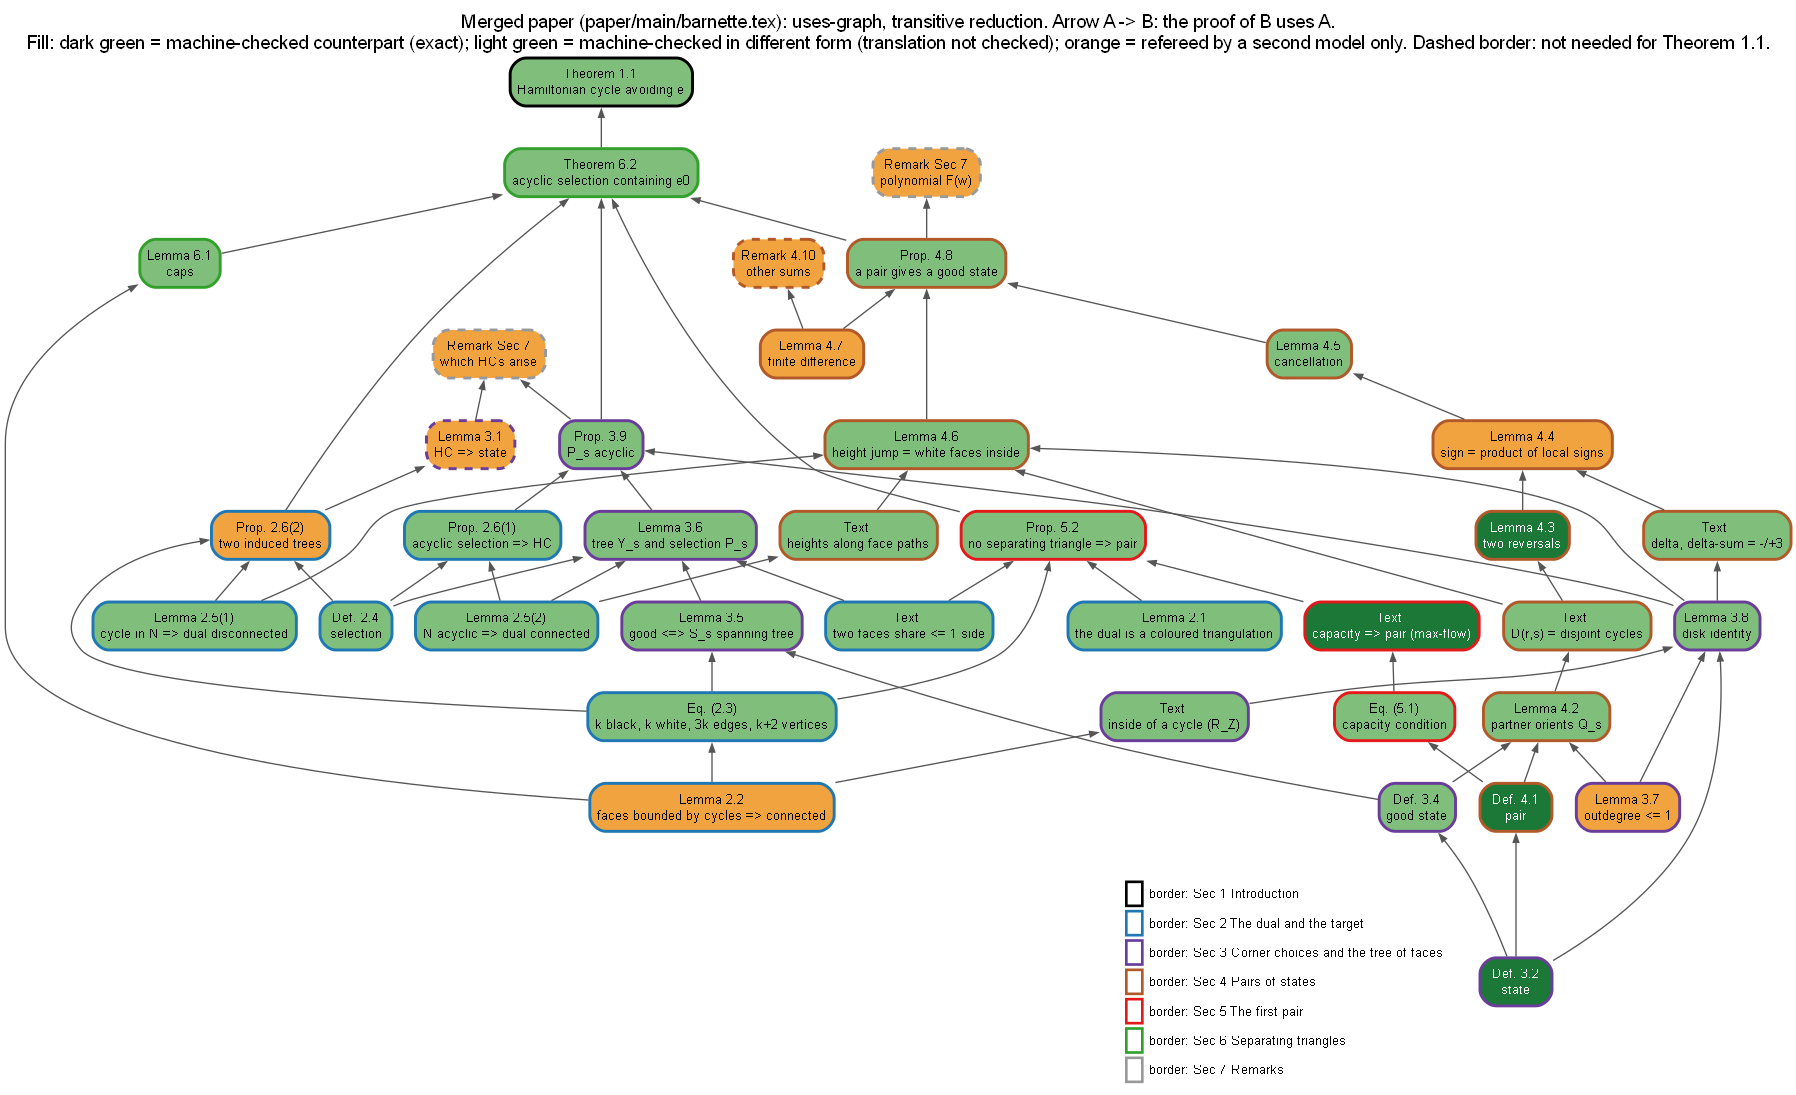 Merged paper (paper/main/barnette.tex): uses-graph, transitive reduction. Arrow A -> B: the proof of B uses A.
Fill: dark green = machine-checked counterpart (exact); light green = machine-checked in different form (translation not checked); orange = refereed by a second model only. Dashed border: not needed for Theorem 1.1.
Theorem 1.1
Hamiltonian cycle avoiding e
Theorem 6.2
acyclic selection containing e0
Remark Sec 7
polynomial F(w)
Lemma 6.1
caps
Remark 4.10
other sums
Prop. 4.8
a pair gives a good state
Remark Sec 7
which HCs arise
Lemma 4.7
finite difference
Lemma 4.5
cancellation
Lemma 3.1
HC => state
Prop. 3.9
P_s acyclic
Lemma 4.6
height jump = white faces inside
Lemma 4.4
sign = product of local signs
Prop. 2.6(2)
two induced trees
Prop. 2.6(1)
acyclic selection => HC
Lemma 3.6
tree Y_s and selection P_s
Text
heights along face paths
Prop. 5.2
no separating triangle => pair
Lemma 4.3
two reversals
Text
delta, delta-sum = -/+3
Lemma 2.5(1)
cycle in N => dual disconnected
Def. 2.4
selection
Lemma 2.5(2)
N acyclic => dual connected
Lemma 3.5
good <=> S_s spanning tree
Text
two faces share <= 1 side
Lemma 2.1
the dual is a coloured triangulation
Text
capacity => pair (max-flow)
Text
D(r,s) = disjoint cycles
Lemma 3.8
disk identity
Eq. (2.3)
k black, k white, 3k edges, k+2 vertices
Text
inside of a cycle (R_Z)
Eq. (5.1)
capacity condition
Lemma 4.2
partner orients Q_s
Lemma 2.2
faces bounded by cycles => connected
Def. 3.4
good state
Def. 4.1
pair
Lemma 3.7
outdegree <= 1
border: Sec 1 Introduction
border: Sec 2 The dual and the target
border: Sec 3 Corner choices and the tree of faces
border: Sec 4 Pairs of states
border: Sec 5 The first pair
border: Sec 6 Separating triangles
border: Sec 7 Remarks
Def. 3.2
state